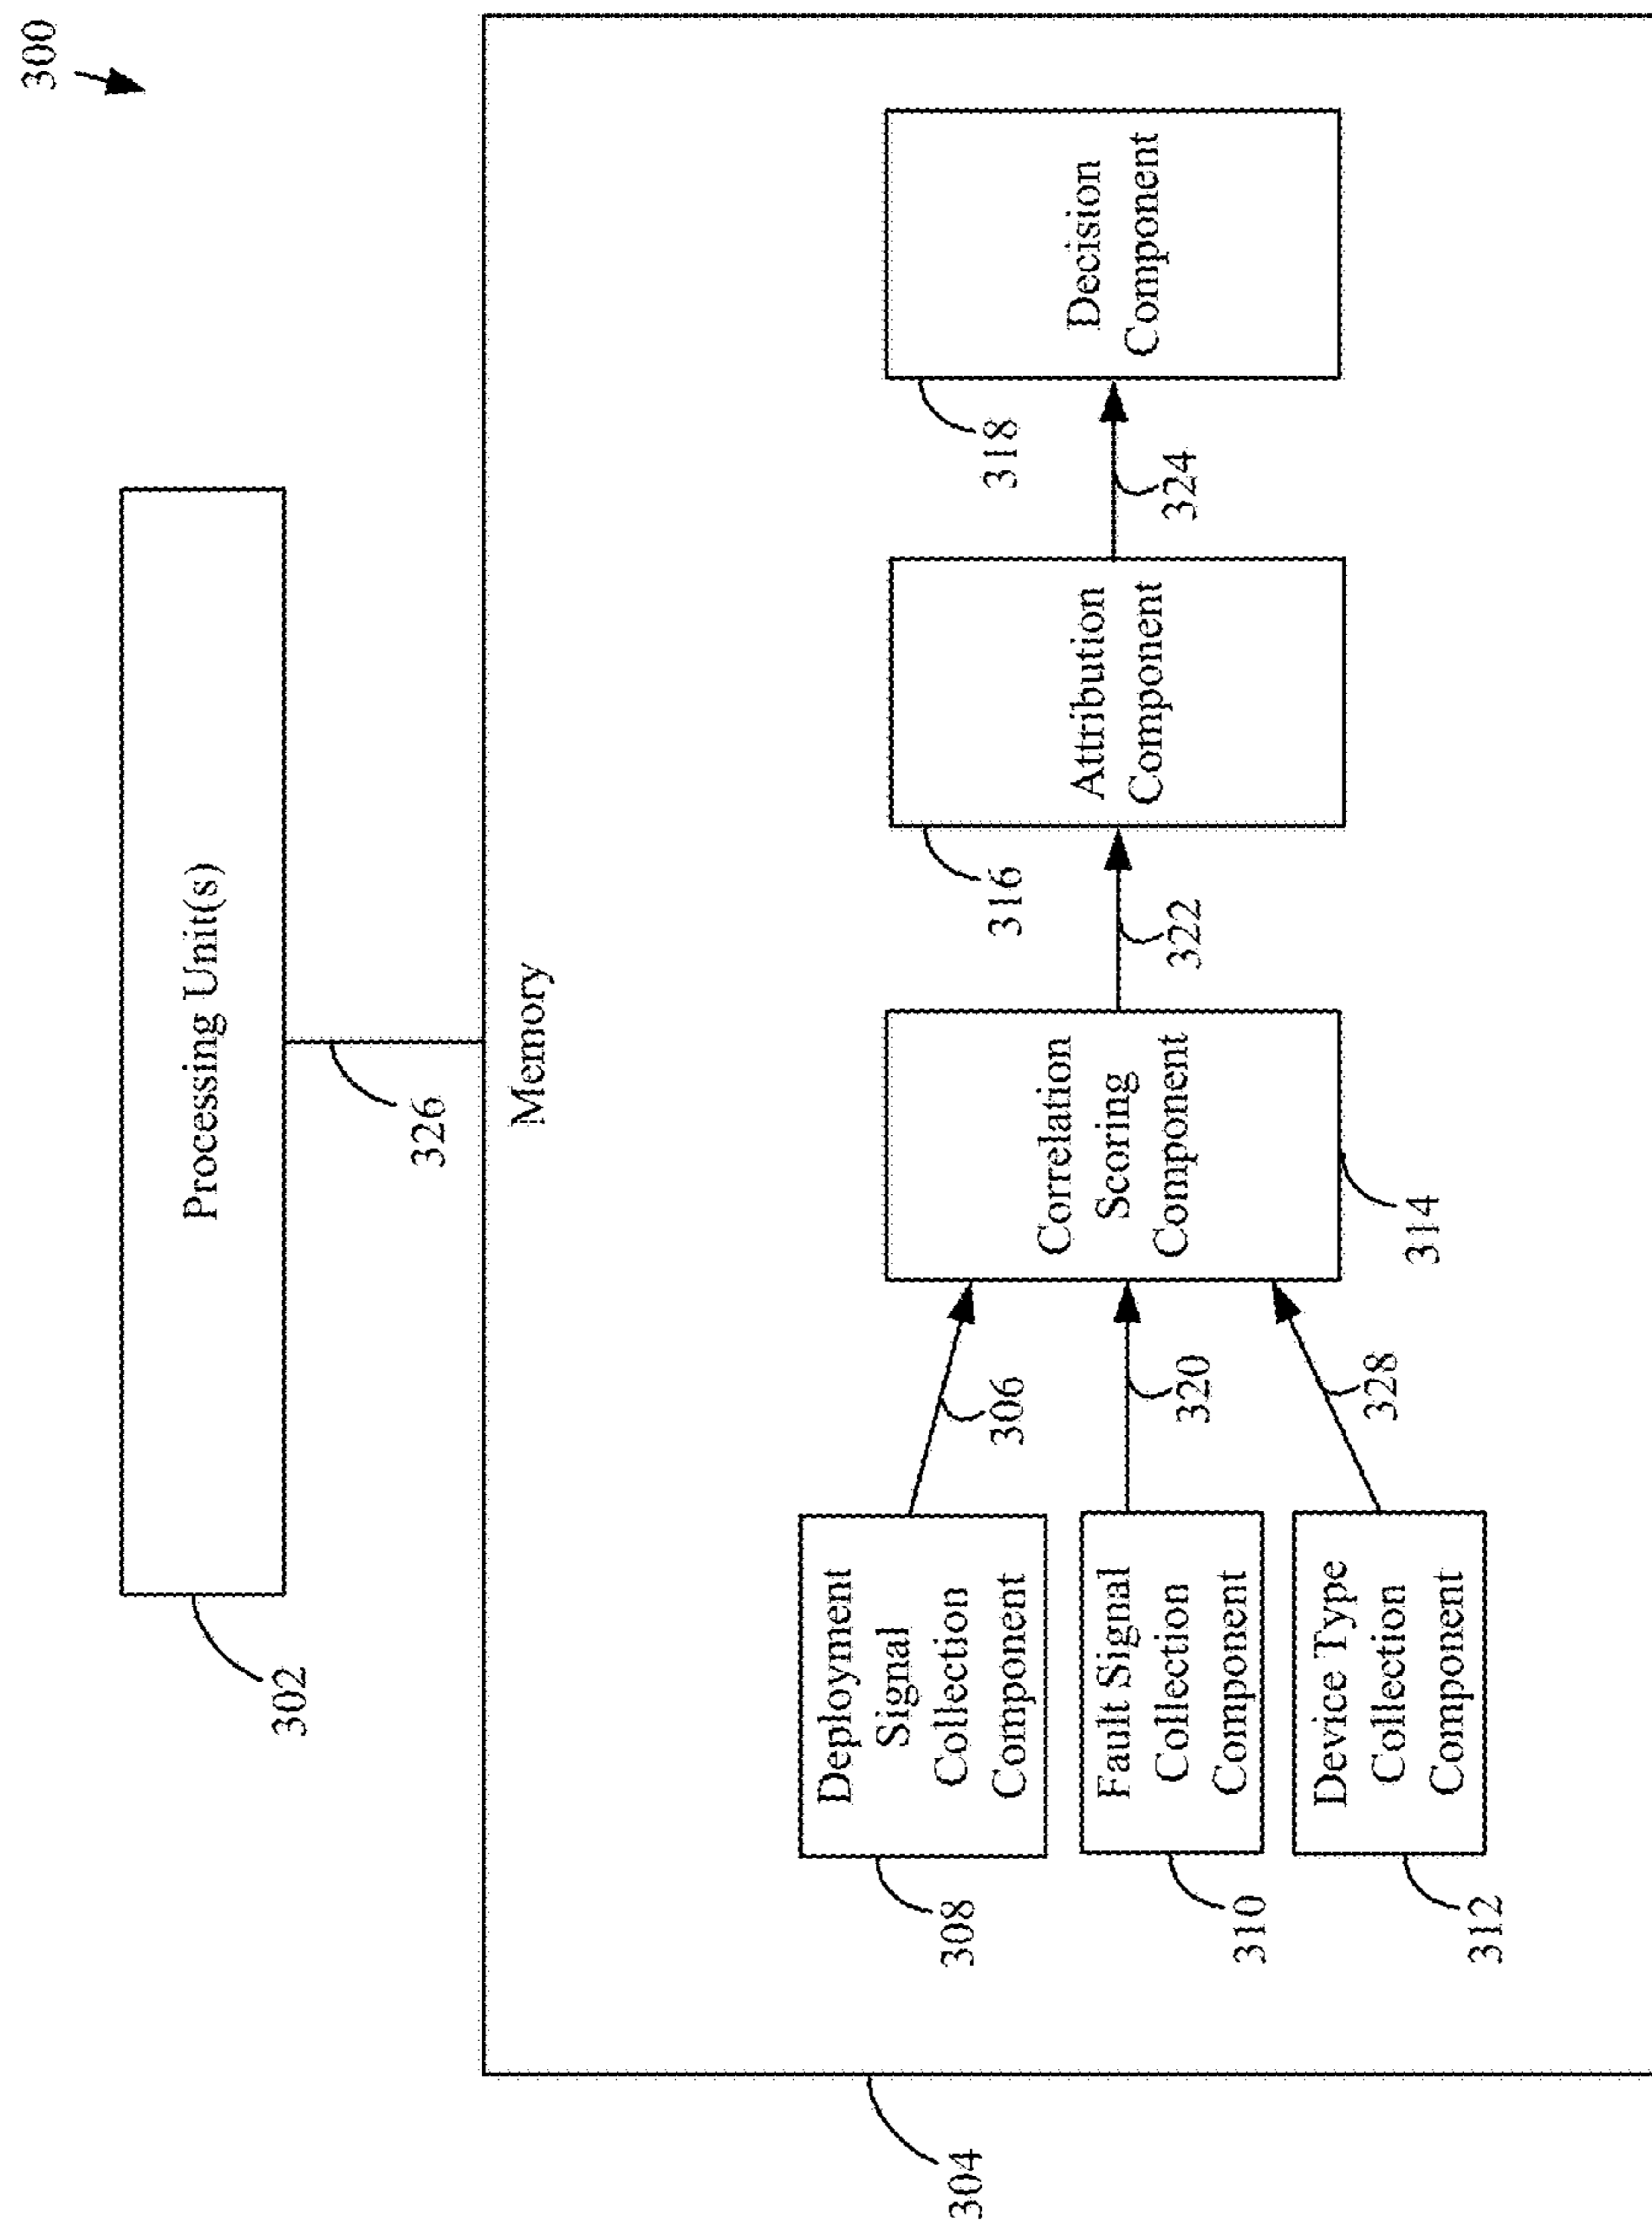 300
Processing Unit(s)
302
326
Memory
304
Deployment
Signal
Collection
Component
308
306
Fault Signal
Collection
Component
310
320
Device Type
Collection
Component
312
328
Correlation
Scoring
Component
314
322
Attribution
Component
316
324
Decision
Component
318